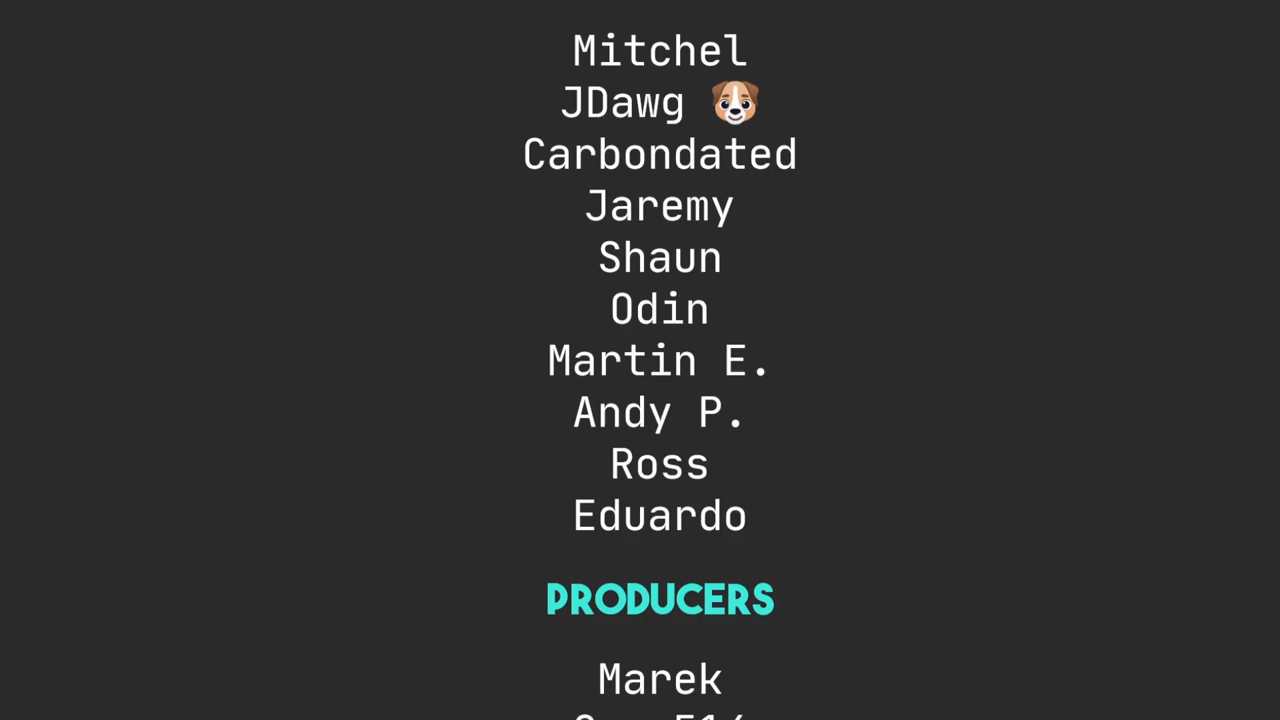 Mitchel
JDawg 🐶
Carbondated
Jaremy
Shaun
Odin
Martin E.
Andy P.
Ross
Eduardo
PRODUCERS
Marek